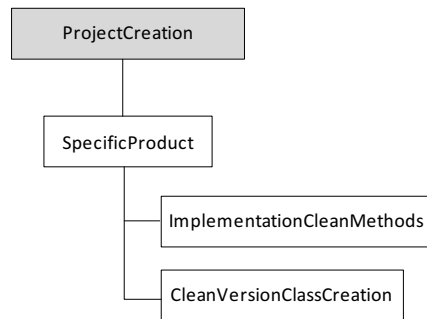 ProjectCreation
SpecificProduct
ImplementationCleanMethods
CleanVersionClassCreation